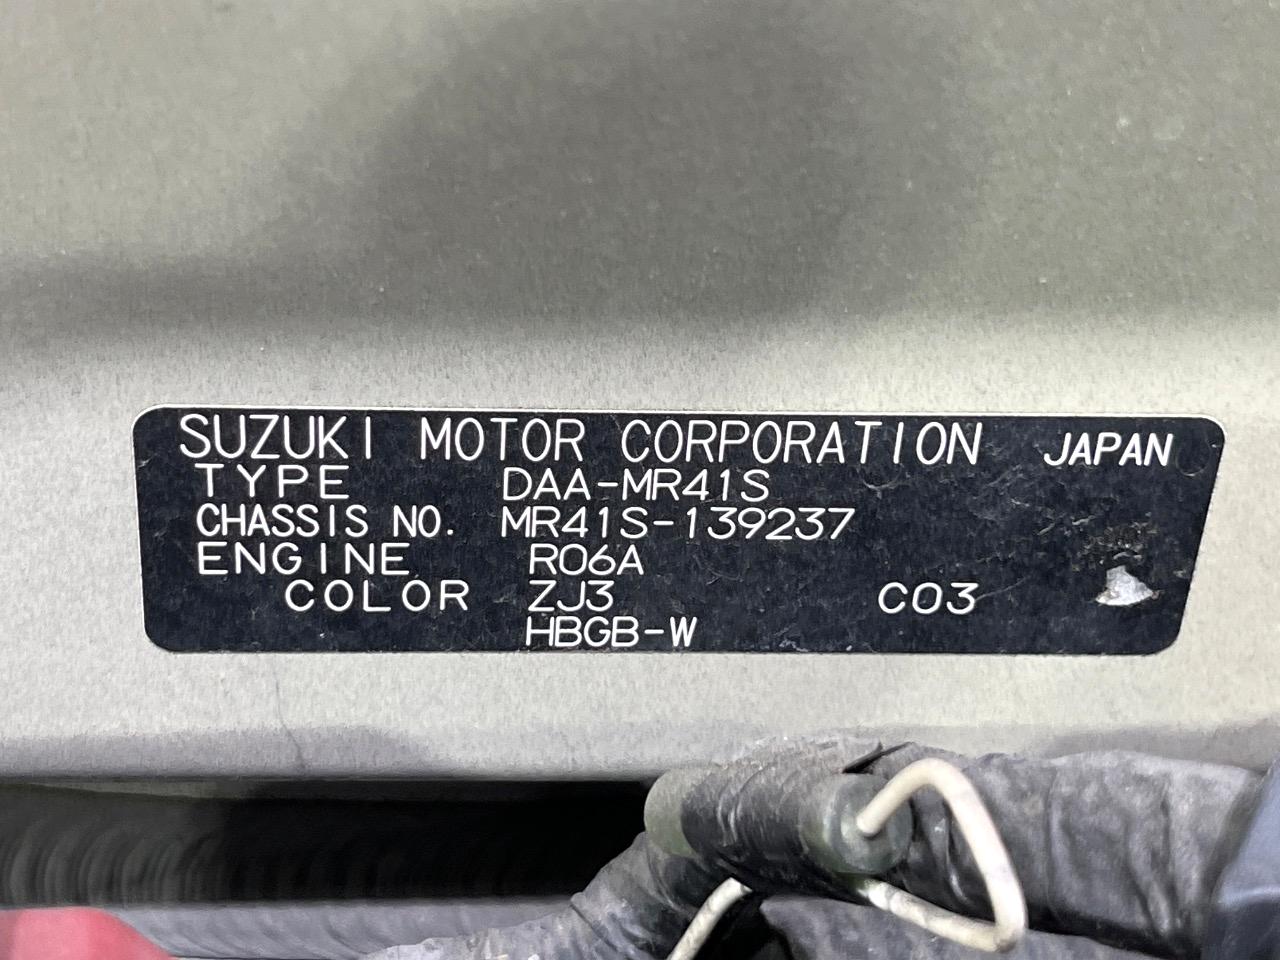 SUZUKI MOTOR CORPORATION JAPAN
TYPE DAA-MR41S
CHASSIS NO. MR41S-139237
ENGINE R06A
COLOR ZJ3 C03
HBGB-W